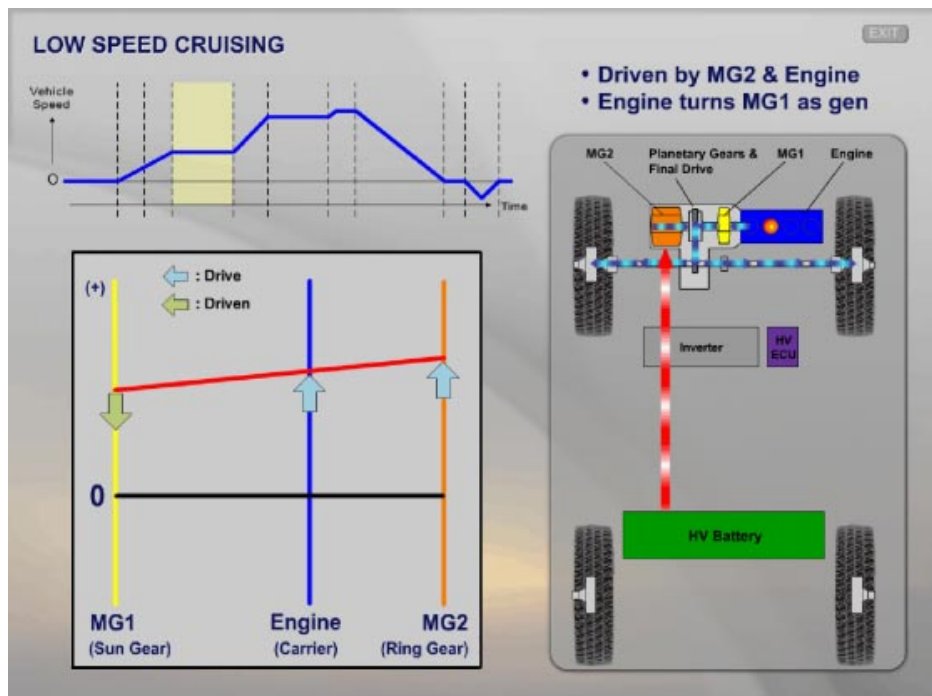 LOW SPEED CRUISING
EXIT
Vehicle
Speed
O
Time
• Driven by MG2 & Engine
• Engine turns MG1 as gen
MG2
Planetary Gears &
Final Drive
MG1
Engine
Inverter
HV
ECU
HV Battery
(+)
: Drive
: Driven
0
MG1
(Sun Gear)
Engine
(Carrier)
MG2
(Ring Gear)